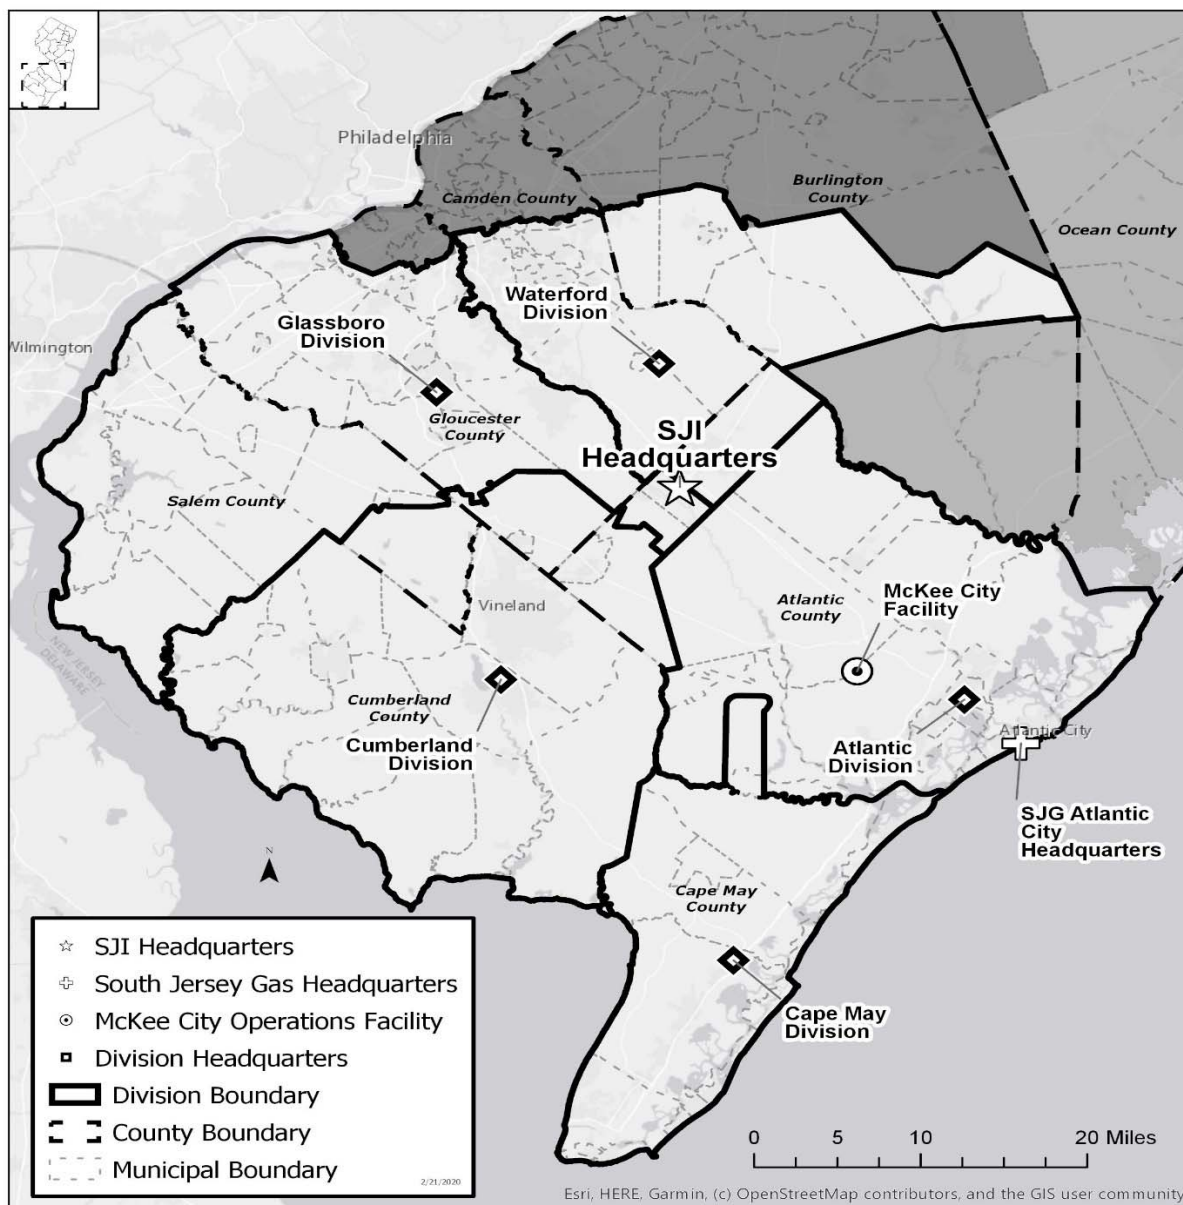 Philadelphia
Camden County
Burlington
County
Ocean County
Waterford
Division
Glassboro
Division
Wilmington
Gloucester
County
SJI
Headquarters
Salem County
Vineland
Atlantic
County
McKee City
Facility
NEW JERSEY
DELAWARE
Cumberland
County
Cumberland
Division
Atlantic
Division
Atlantic City
SJG Atlantic
City
Headquarters
N
Cape May
County
Cape May
Division
SJI Headquarters
South Jersey Gas Headquarters
McKee City Operations Facility
Division Headquarters
Division Boundary
County Boundary
Municipal Boundary
2/21/2020
0 5 10 20 Miles
Esri, HERE, Garmin, (c) OpenStreetMap contributors, and the GIS user community